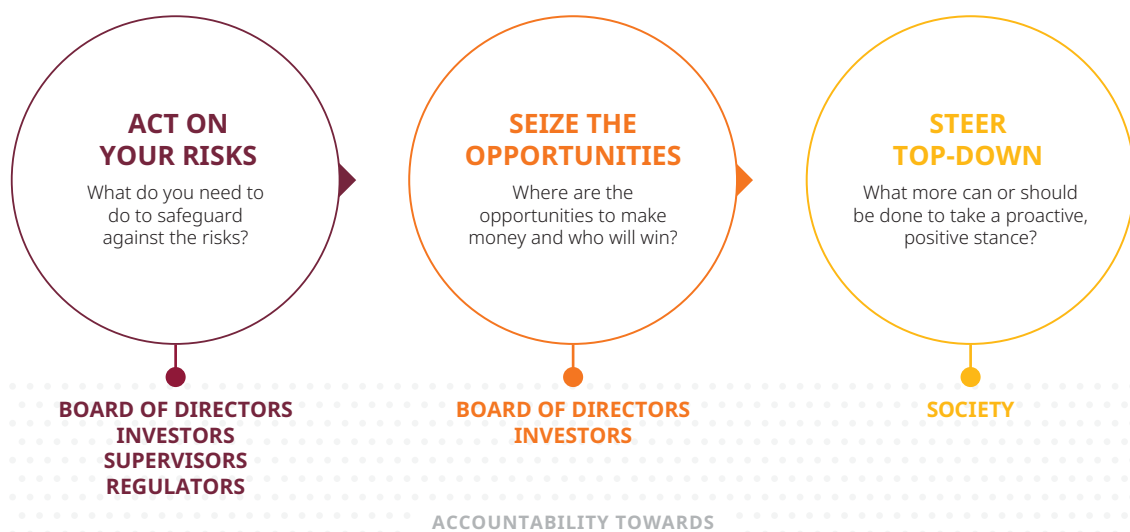 ACT ON
YOUR RISKS
What do you need to
do to safeguard
against the risks?
BOARD OF DIRECTORS
INVESTORS
SUPERVISORS
REGULATORS
SEIZE THE
OPPORTUNITIES
Where are the
opportunities to make
money and who will win?
BOARD OF DIRECTORS
INVESTORS
STEER
TOP-DOWN
What more can or should
be done to take a proactive,
positive stance?
SOCIETY
ACCOUNTABILITY TOWARDS